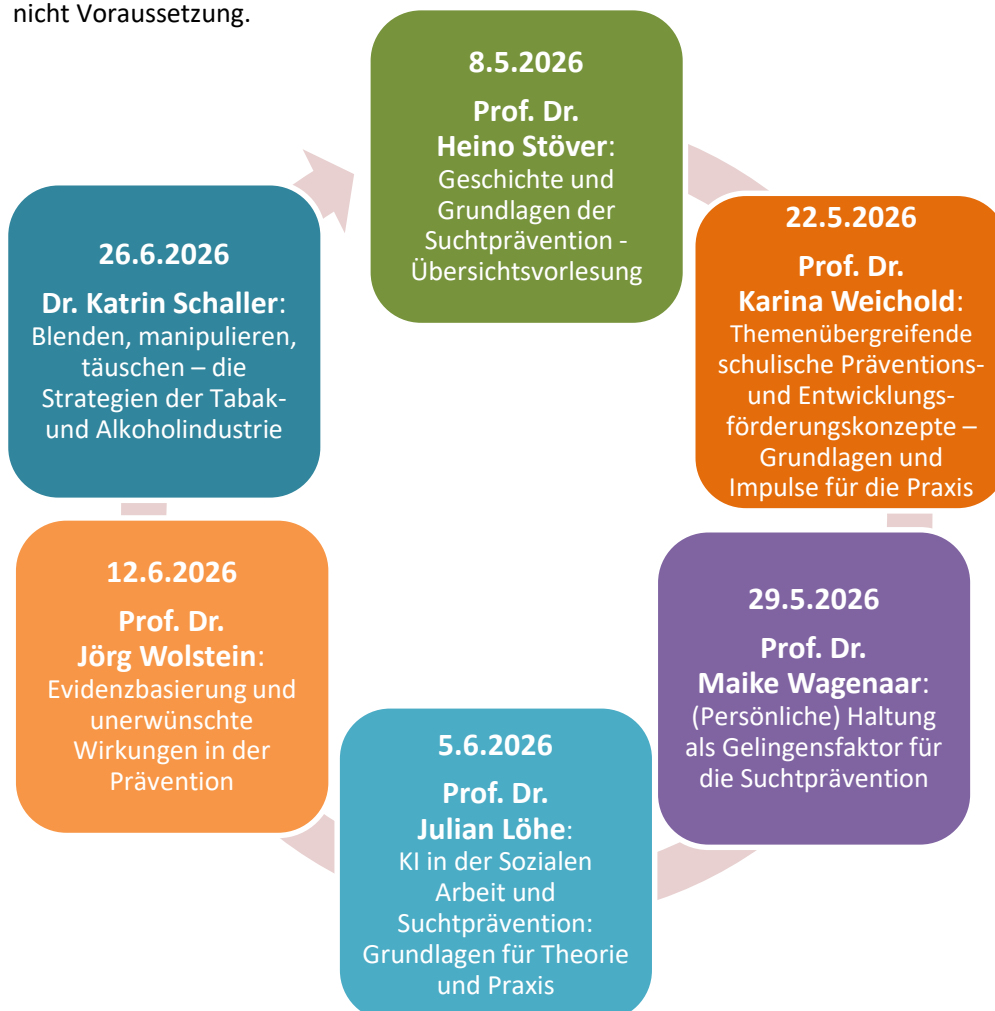 nicht Voraussetzung.
8.5.2026
Prof. Dr.
Heino Stöver:
Geschichte und
Grundlagen der
Suchtprävention -
Übersichtsvorlesung
22.5.2026
Prof. Dr.
Karina Weichold:
Themenübergreifende
schulische Präventions-
und Entwicklungs-
förderungskonzepte –
Grundlagen und
Impulse für die Praxis
29.5.2026
Prof. Dr.
Maike Wagenaar:
(Persönliche) Haltung
als Gelingensfaktor für
die Suchtprävention
5.6.2026
Prof. Dr.
Julian Löhe:
KI in der Sozialen
Arbeit und
Suchtprävention:
Grundlagen für Theorie
und Praxis
12.6.2026
Prof. Dr.
Jörg Wolstein:
Evidenzbasierung und
unerwünschte
Wirkungen in der
Prävention
26.6.2026
Dr. Katrin Schaller:
Blenden, manipulieren,
täuschen – die
Strategien der Tabak-
und Alkoholindustrie